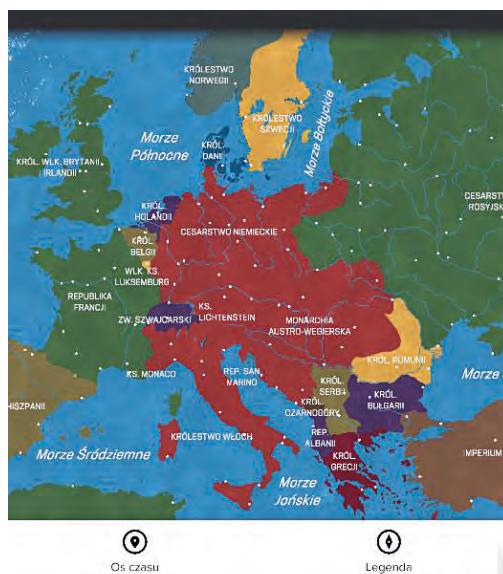 KRÓLESTWO
NORWEGII
KRÓLESTWO
SZWECJI
Morze Bałtyckie
Morze
Północne
KRÓL.
DANII
KRÓL. WLK. BRYTANII
IRLANDII
CESARSTWO
ROSYJSK
KRÓL.
HOLANDII
CESARSTWO NIEMIECKIE
KRÓL.
BELGII
WLK. KS.
LUKSEMBURG
REPUBLIKA
FRANCJI
KS.
LICHTENSTEIN
ZW. SZWAJCARSKI
MONARCHIA
AUSTRO-WĘGIERSKA
KRÓL. RUMUNII
KS. MONACO
REP. SAN
MARINO
Morze
HISZPANII
KRÓL.
SERBI
KRÓL.
CZARNOGÓRY
KRÓL.
BUŁGARII
REP.
ALBANII
KRÓLESTWO WŁOCH
KRÓL.
GRECJI
IMPERIUM
Morze Śródziemne
Morze
Jońskie
Oś czasu
Legenda